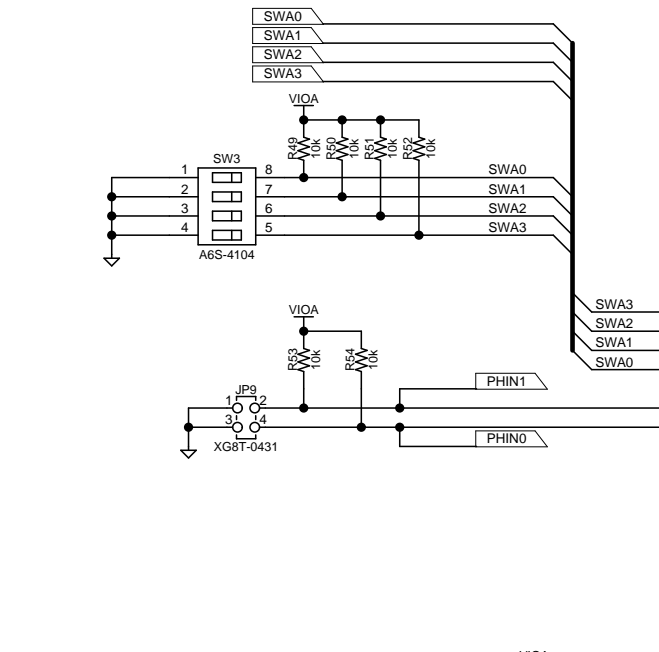 SWA0
SWA1
SWA2
SWA3
VIOA
R49 10k R50 10k R51 10k R52 10k
SW3
1 8 SWA0
2 7 SWA1
3 6 SWA2
4 5 SWA3
A6S-4104
SWA3
SWA2
SWA1
SWA0
VIOA
R53 10k R54 10k
PHIN1
JP9
1 2
3 4
PHIN0
XG8T-0431
VIOA